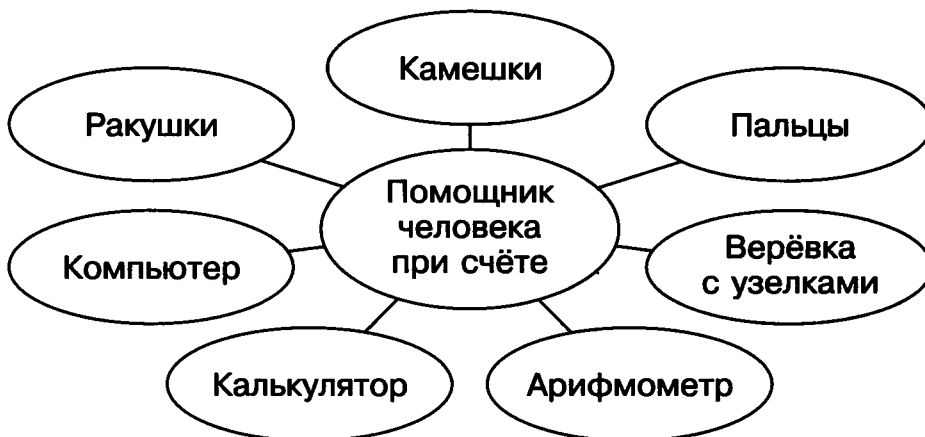 Камешки
Ракушки
Пальцы
Помощник
человека
при счёте
Компьютер
Верёвка
с узелками
Калькулятор
Арифмометр